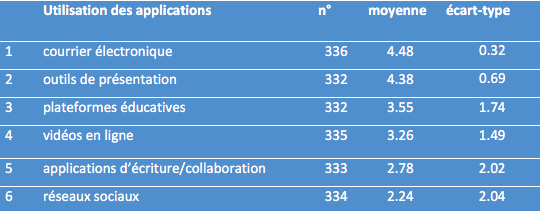 Utilisation des applications n° moyenne écart-type
1 courrier électronique 336 4.48 0.32
2 outils de présentation 332 4.38 0.69
3 plateformes éducatives 332 3.55 1.74
4 vidéos en ligne 335 3.26 1.49
5 applications d'écriture/collaboration 333 2.78 2.02
6 réseaux sociaux 334 2.24 2.04